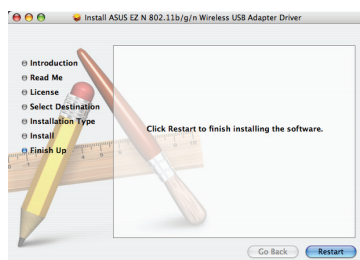 Install ASUS EZ N 802.11b/g/n Wireless USB Adapter Driver
Introduction
Read Me
License
Select Destination
Installation Type
Install
Finish Up
Click Restart to finish installing the software.
Go Back
Restart